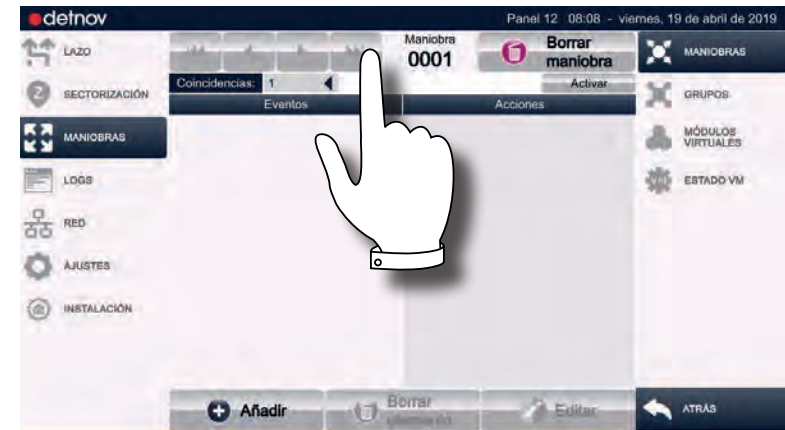 detnov
Panel 12 08:08 - viernes, 19 de abril de 2019
LAZO
SECTORIZACIÓN
MANIOBRAS
LOGS
RED
AJUSTES
INSTALACIÓN
Maniobra
0001
Borrar
maniobra
Coincidencias: 1
Activar
Eventos
Acciones
Añadir
Borrar
elemento
Editar
MANIOBRAS
GRUPOS
MÓDULOS
VIRTUALES
ESTADO VM
ATRÁS